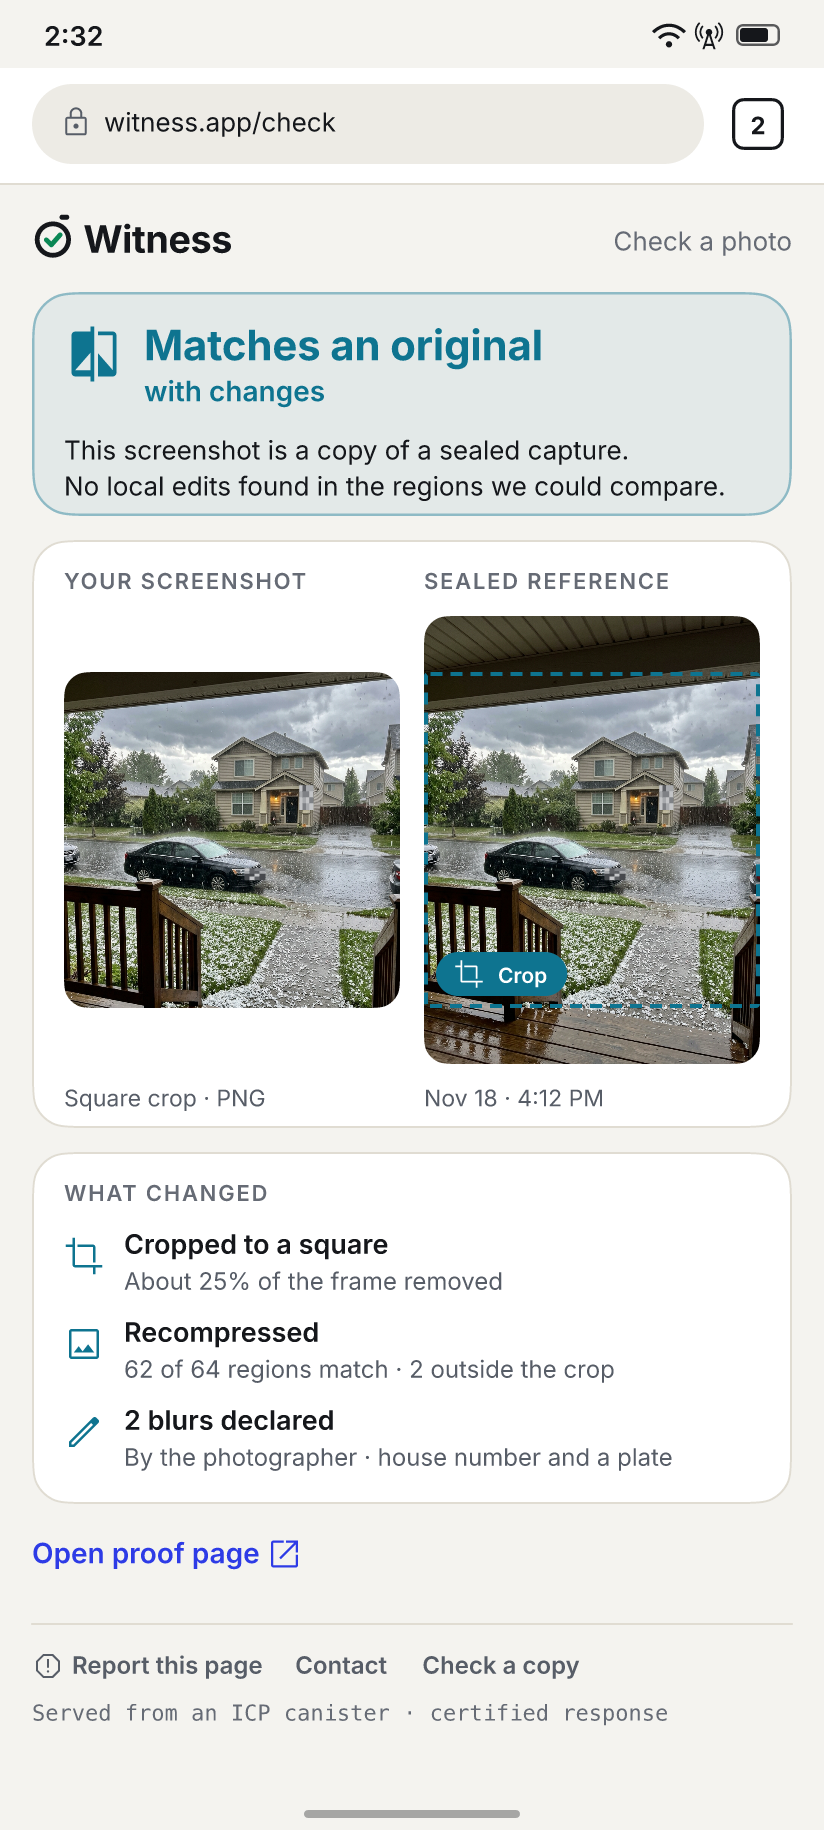 2:32
witness.app/check
2
Witness
Check a photo
Matches an original
with changes
This screenshot is a copy of a sealed capture.
No local edits found in the regions we could compare.
YOUR SCREENSHOT
SEALED REFERENCE
Crop
Square crop · PNG
Nov 18 · 4:12 PM
WHAT CHANGED
Cropped to a square
About 25% of the frame removed
Recompressed
62 of 64 regions match · 2 outside the crop
2 blurs declared
By the photographer · house number and a plate
Open proof page
Report this page
Contact
Check a copy
Served from an ICP canister · certified response